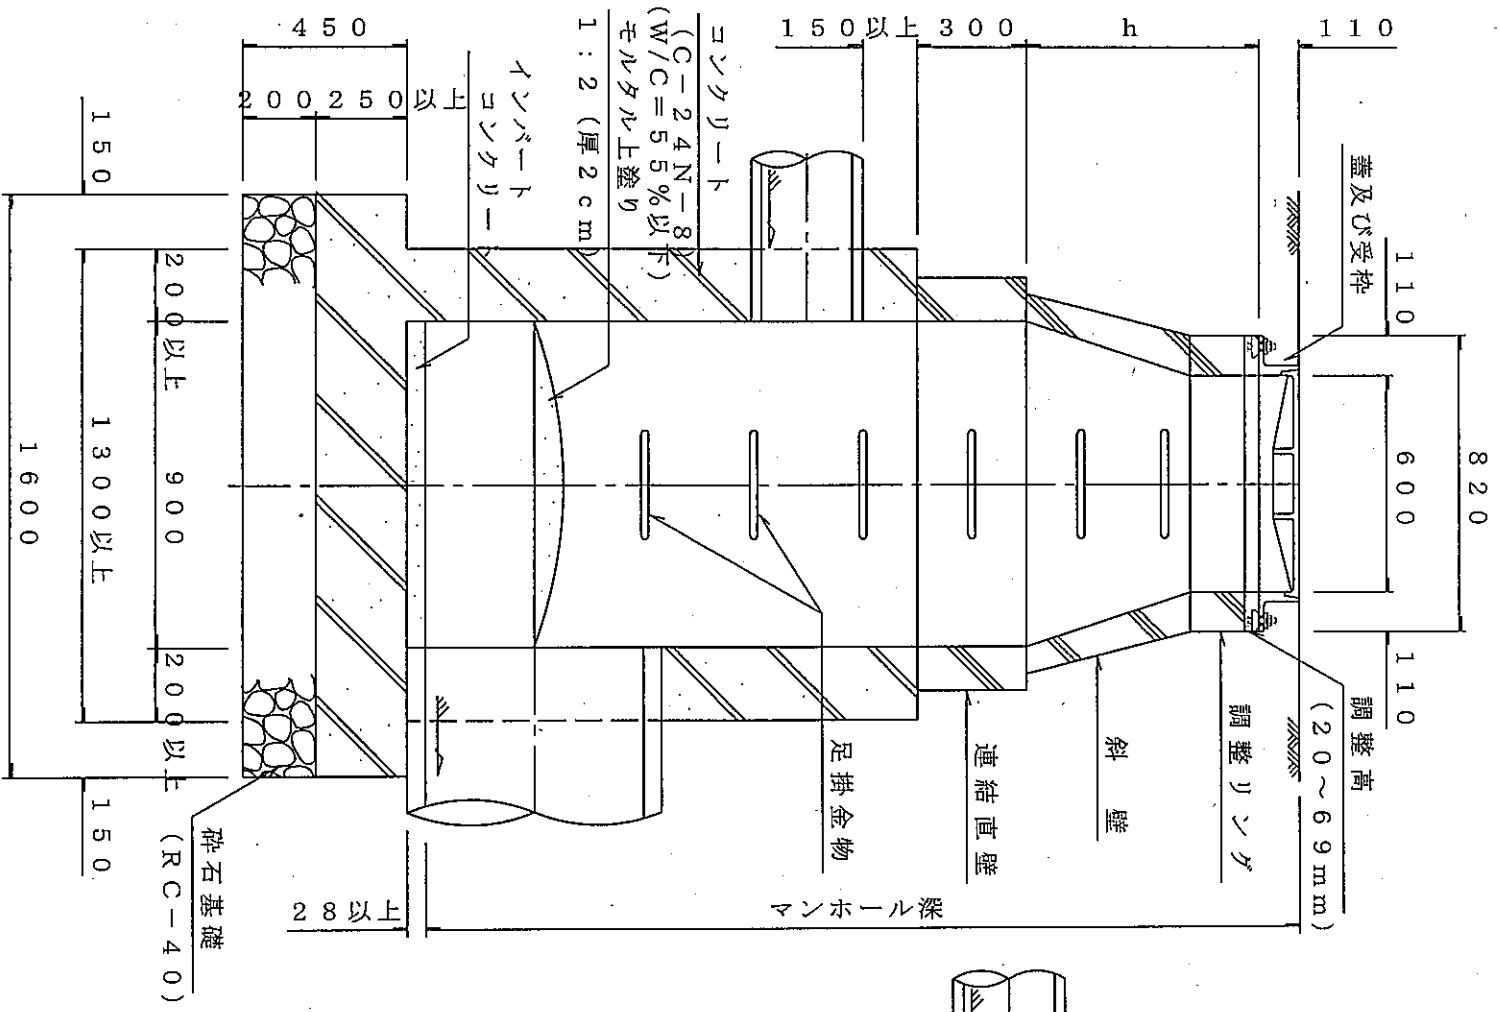 450
200
250以上
150以上
300
h
110
コンクリート
(C-24N-8)
(W/C=55%以下)
モルタル上塗り
1:2(厚2cm)
インバート
コンクリー
蓋及び受枠
110
600
110
820
調整高
(20～69mm)
調整リング
斜壁
連結直壁
足掛金物
マンホール深
28以上
150
200以上
900
200以上
1300以上
150
1600
砕石基礎
(RC-40)